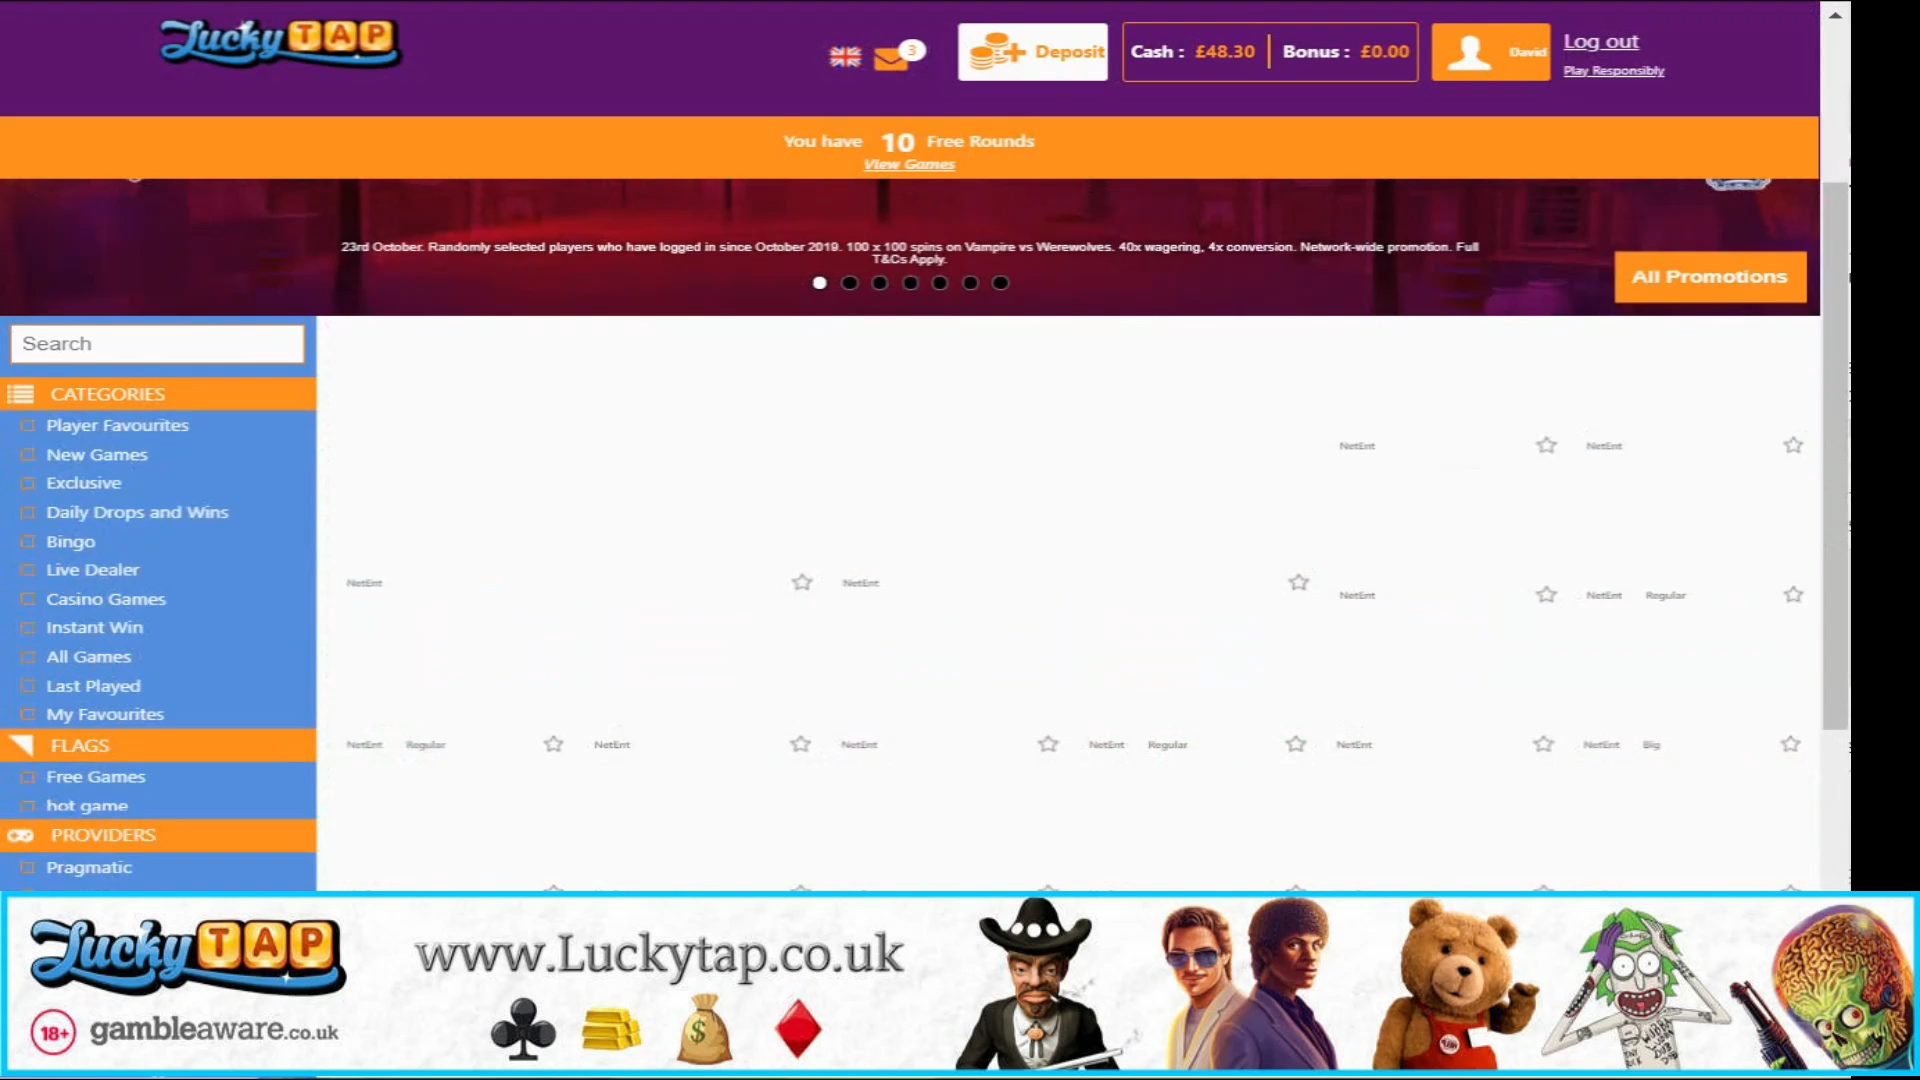 Lucky TAP
3
Deposit
Cash : £48.30
Bonus : £0.00
David
Log out
Play Responsibly
You have 10 Free Rounds
View Games
23rd October. Randomly selected players who have logged in since October 2019. 100 x 100 spins on Vampire vs Werewolves. 40x wagering, 4x conversion. Network-wide promotion. Full
T&Cs Apply.
All Promotions
Search
CATEGORIES
Player Favourites
New Games
Exclusive
Daily Drops and Wins
Bingo
Live Dealer
Casino Games
Instant Win
All Games
Last Played
My Favourites
FLAGS
Free Games
hot game
PROVIDERS
Pragmatic
NetEnt
NetEnt
NetEnt
NetEnt
NetEnt
NetEnt Regular
NetEnt Regular
NetEnt
NetEnt
NetEnt Regular
NetEnt
NetEnt Big
Lucky TAP
www.Luckytap.co.uk
18+ gambleaware.co.uk
$